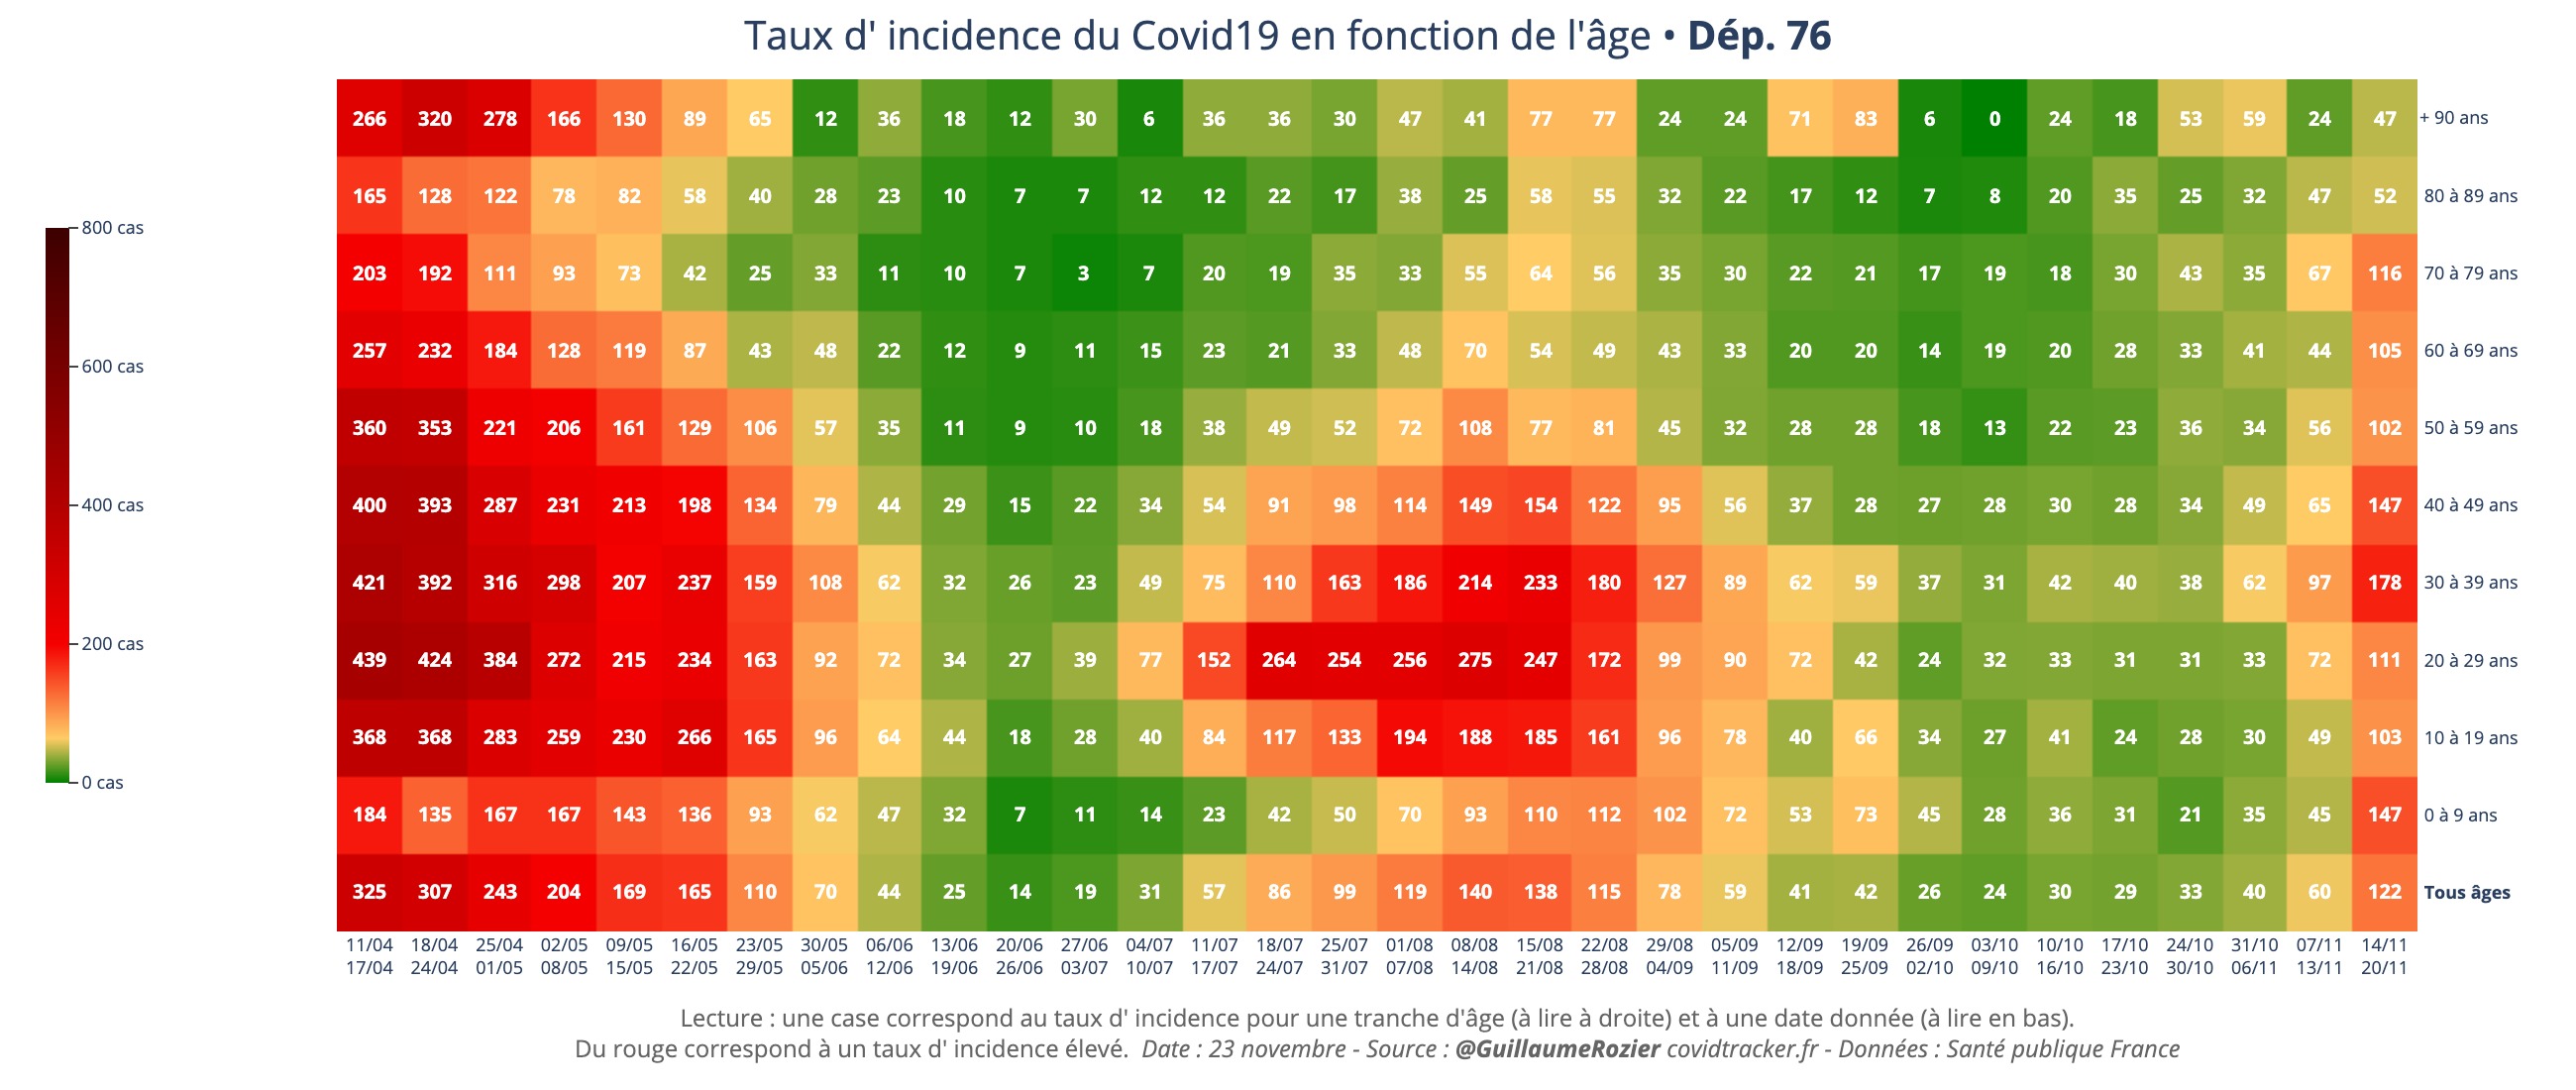 Taux d' incidence du Covid19 en fonction de l'âge • Dép. 76
266 320 278 166 130 89 65 12 36 18 12 30 6 36 36 30 47 41 77 77 24 24 71 83 6 0 24 18 53 59 24 47 + 90 ans
165 128 122 78 82 58 40 28 23 10 7 7 12 12 22 17 38 25 58 55 32 22 17 12 7 8 20 35 25 32 47 52 80 à 89 ans
800 cas
203 192 111 93 73 42 25 33 11 10 7 3 7 20 19 35 33 55 64 56 35 30 22 21 17 19 18 30 43 35 67 116 70 à 79 ans
257 232 184 128 119 87 43 48 22 12 9 11 15 23 21 33 48 70 54 49 43 33 20 20 14 19 20 28 33 41 44 105 60 à 69 ans
600 cas
360 353 221 206 161 129 106 57 35 11 9 10 18 38 49 52 72 108 77 81 45 32 28 28 18 13 22 23 36 34 56 102 50 à 59 ans
400 cas
400 393 287 231 213 198 134 79 44 29 15 22 34 54 91 98 114 149 154 122 95 56 37 28 27 28 30 28 34 49 65 147 40 à 49 ans
421 392 316 298 207 237 159 108 62 32 26 23 49 75 110 163 186 214 233 180 127 89 62 59 37 31 42 40 38 62 97 178 30 à 39 ans
200 cas
439 424 384 272 215 234 163 92 72 34 27 39 77 152 264 254 256 275 247 172 99 90 72 42 24 32 33 31 31 33 72 111 20 à 29 ans
368 368 283 259 230 266 165 96 64 44 18 28 40 84 117 133 194 188 185 161 96 78 40 66 34 27 41 24 28 30 49 103 10 à 19 ans
0 cas
184 135 167 167 143 136 93 62 47 32 7 11 14 23 42 50 70 93 110 112 102 72 53 73 45 28 36 31 21 35 45 147 0 à 9 ans
325 307 243 204 169 165 110 70 44 25 14 19 31 57 86 99 119 140 138 115 78 59 41 42 26 24 30 29 33 40 60 122 Tous âges
11/04 18/04 25/04 02/05 09/05 16/05 23/05 30/05 06/06 13/06 20/06 27/06 04/07 11/07 18/07 25/07 01/08 08/08 15/08 22/08 29/08 05/09 12/09 19/09 26/09 03/10 10/10 17/10 24/10 31/10 07/11 14/11
17/04 24/04 01/05 08/05 15/05 22/05 29/05 05/06 12/06 19/06 26/06 03/07 10/07 17/07 24/07 31/07 07/08 14/08 21/08 28/08 04/09 11/09 18/09 25/09 02/10 09/10 16/10 23/10 30/10 06/11 13/11 20/11
Lecture : une case correspond au taux d' incidence pour une tranche d'âge (à lire à droite) et à une date donnée (à lire en bas).
Du rouge correspond à un taux d' incidence élevé. Date : 23 novembre - Source : @GuillaumeRozier covidtracker.fr - Données : Santé publique France